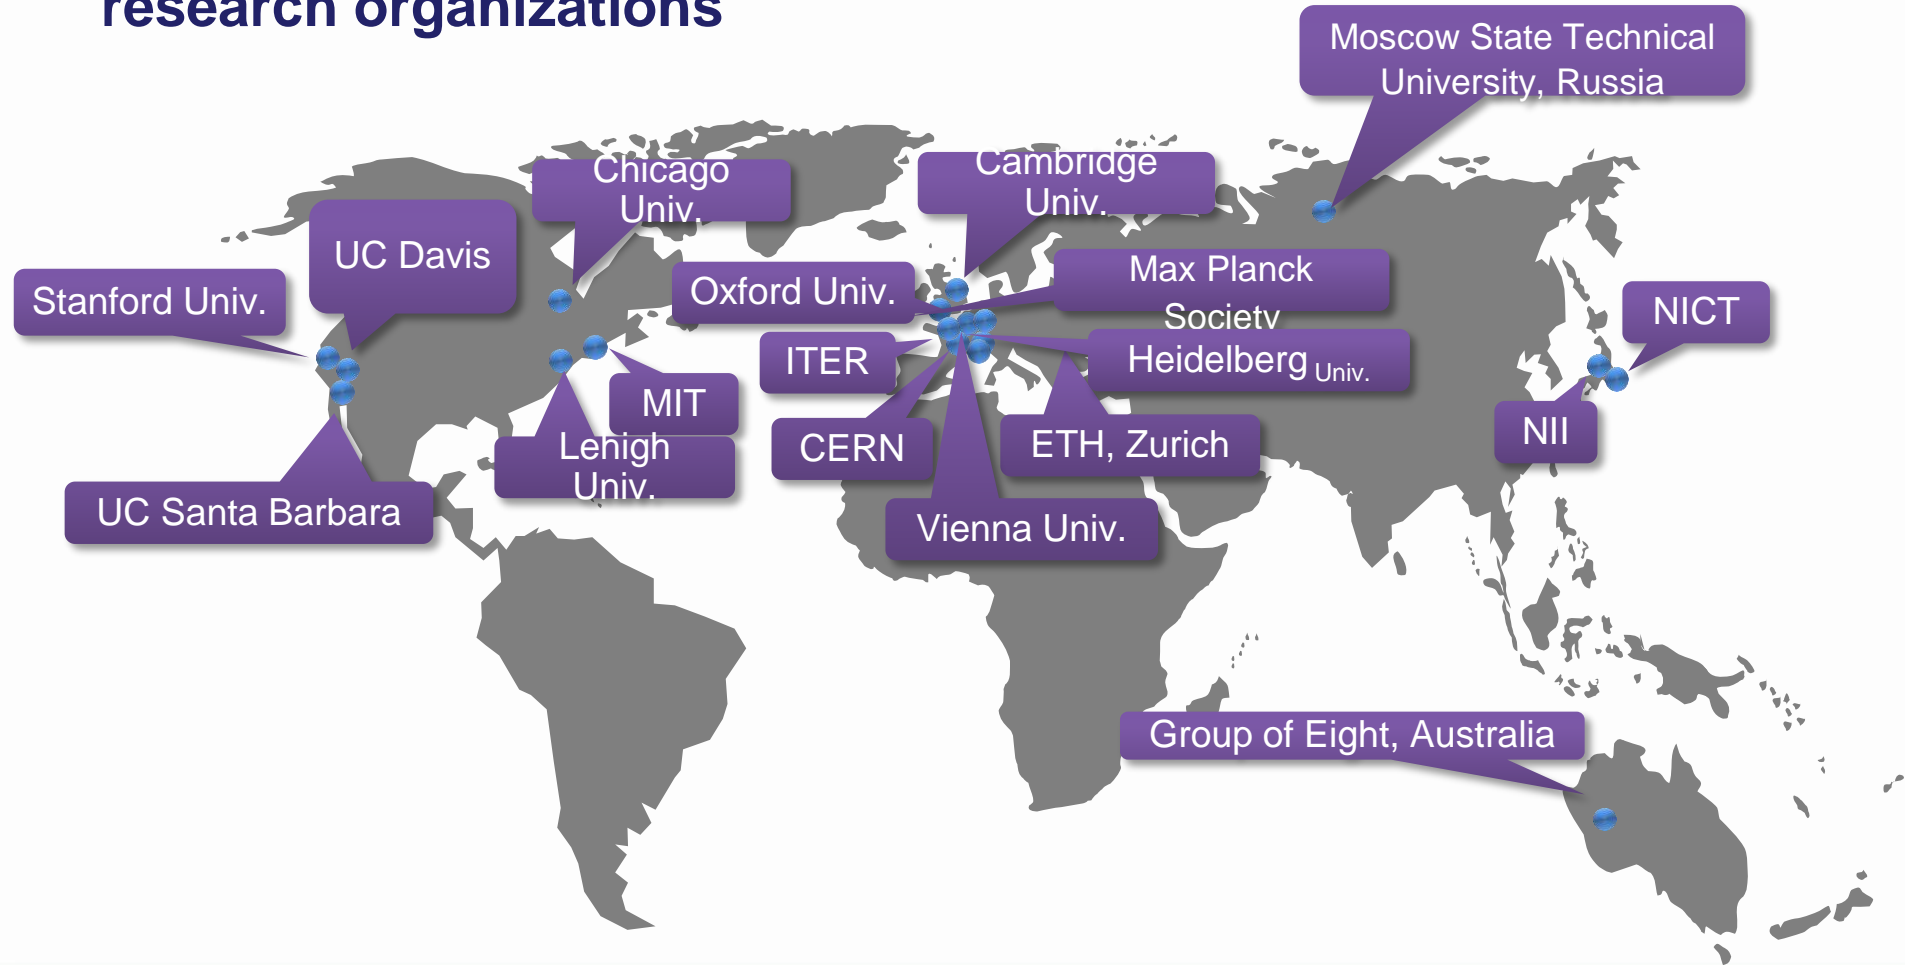 research organizations
Moscow State Technical
University, Russia
Chicago
Univ.
Cambridge
Univ.
UC Davis
Stanford Univ.
Oxford Univ.
Max Planck
Society
NICT
ITER
Heidelberg Univ.
MIT
CERN
ETH, Zurich
NII
Lehigh
Univ.
UC Santa Barbara
Vienna Univ.
Group of Eight, Australia